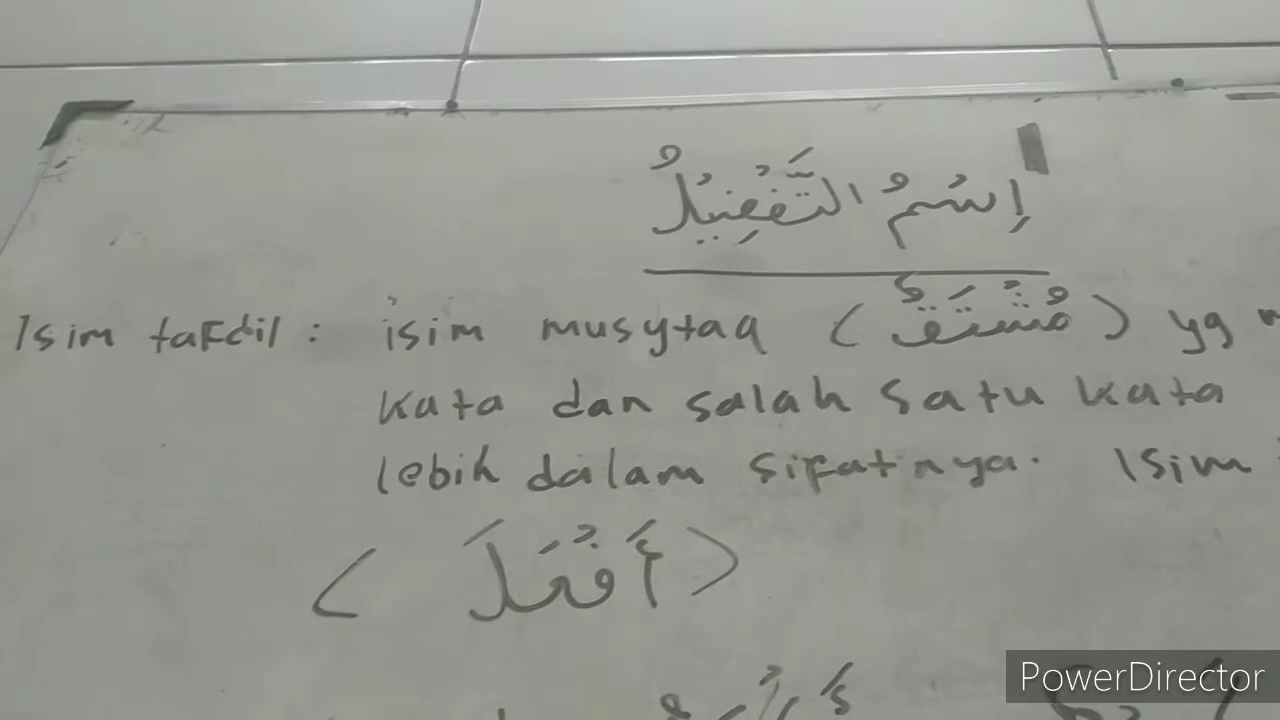 اِسْمُ التَّفْضِيْلُ
Isim tafdil : isim musytaq (مُشْتَقٌّ) yg
kata dan salah satu kata
lebih dalam sifatnya. Isim
(أَفْعَلَ)
PowerDirector